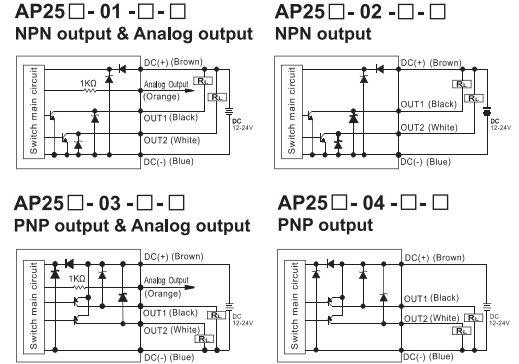 AP25□-01-□-□
NPN output & Analog output
DC(+) (Brown)
RL
RL
1KΩ
Analog Output
(Orange)
OUT1 (Black)
OUT2 (White)
DC
12-24V
DC(-) (Blue)
Switch main circuit
AP25□-02-□-□
NPN output
DC(+) (Brown)
RL
RL
OUT1 (Black)
OUT2 (White)
DC
12-24V
DC(-) (Blue)
Switch main circuit
AP25□-03-□-□
PNP output & Analog output
DC(+) (Brown)
1KΩ
Analog Output
(Orange)
OUT1 (Black)
RL
OUT2 (White)
RL
DC
12-24V
DC(-) (Blue)
Switch main circuit
AP25□-04-□-□
PNP output
DC(+) (Brown)
OUT1 (Black)
OUT2 (White)
RL
RL
DC
12-24V
DC(-) (Blue)
Switch main circuit